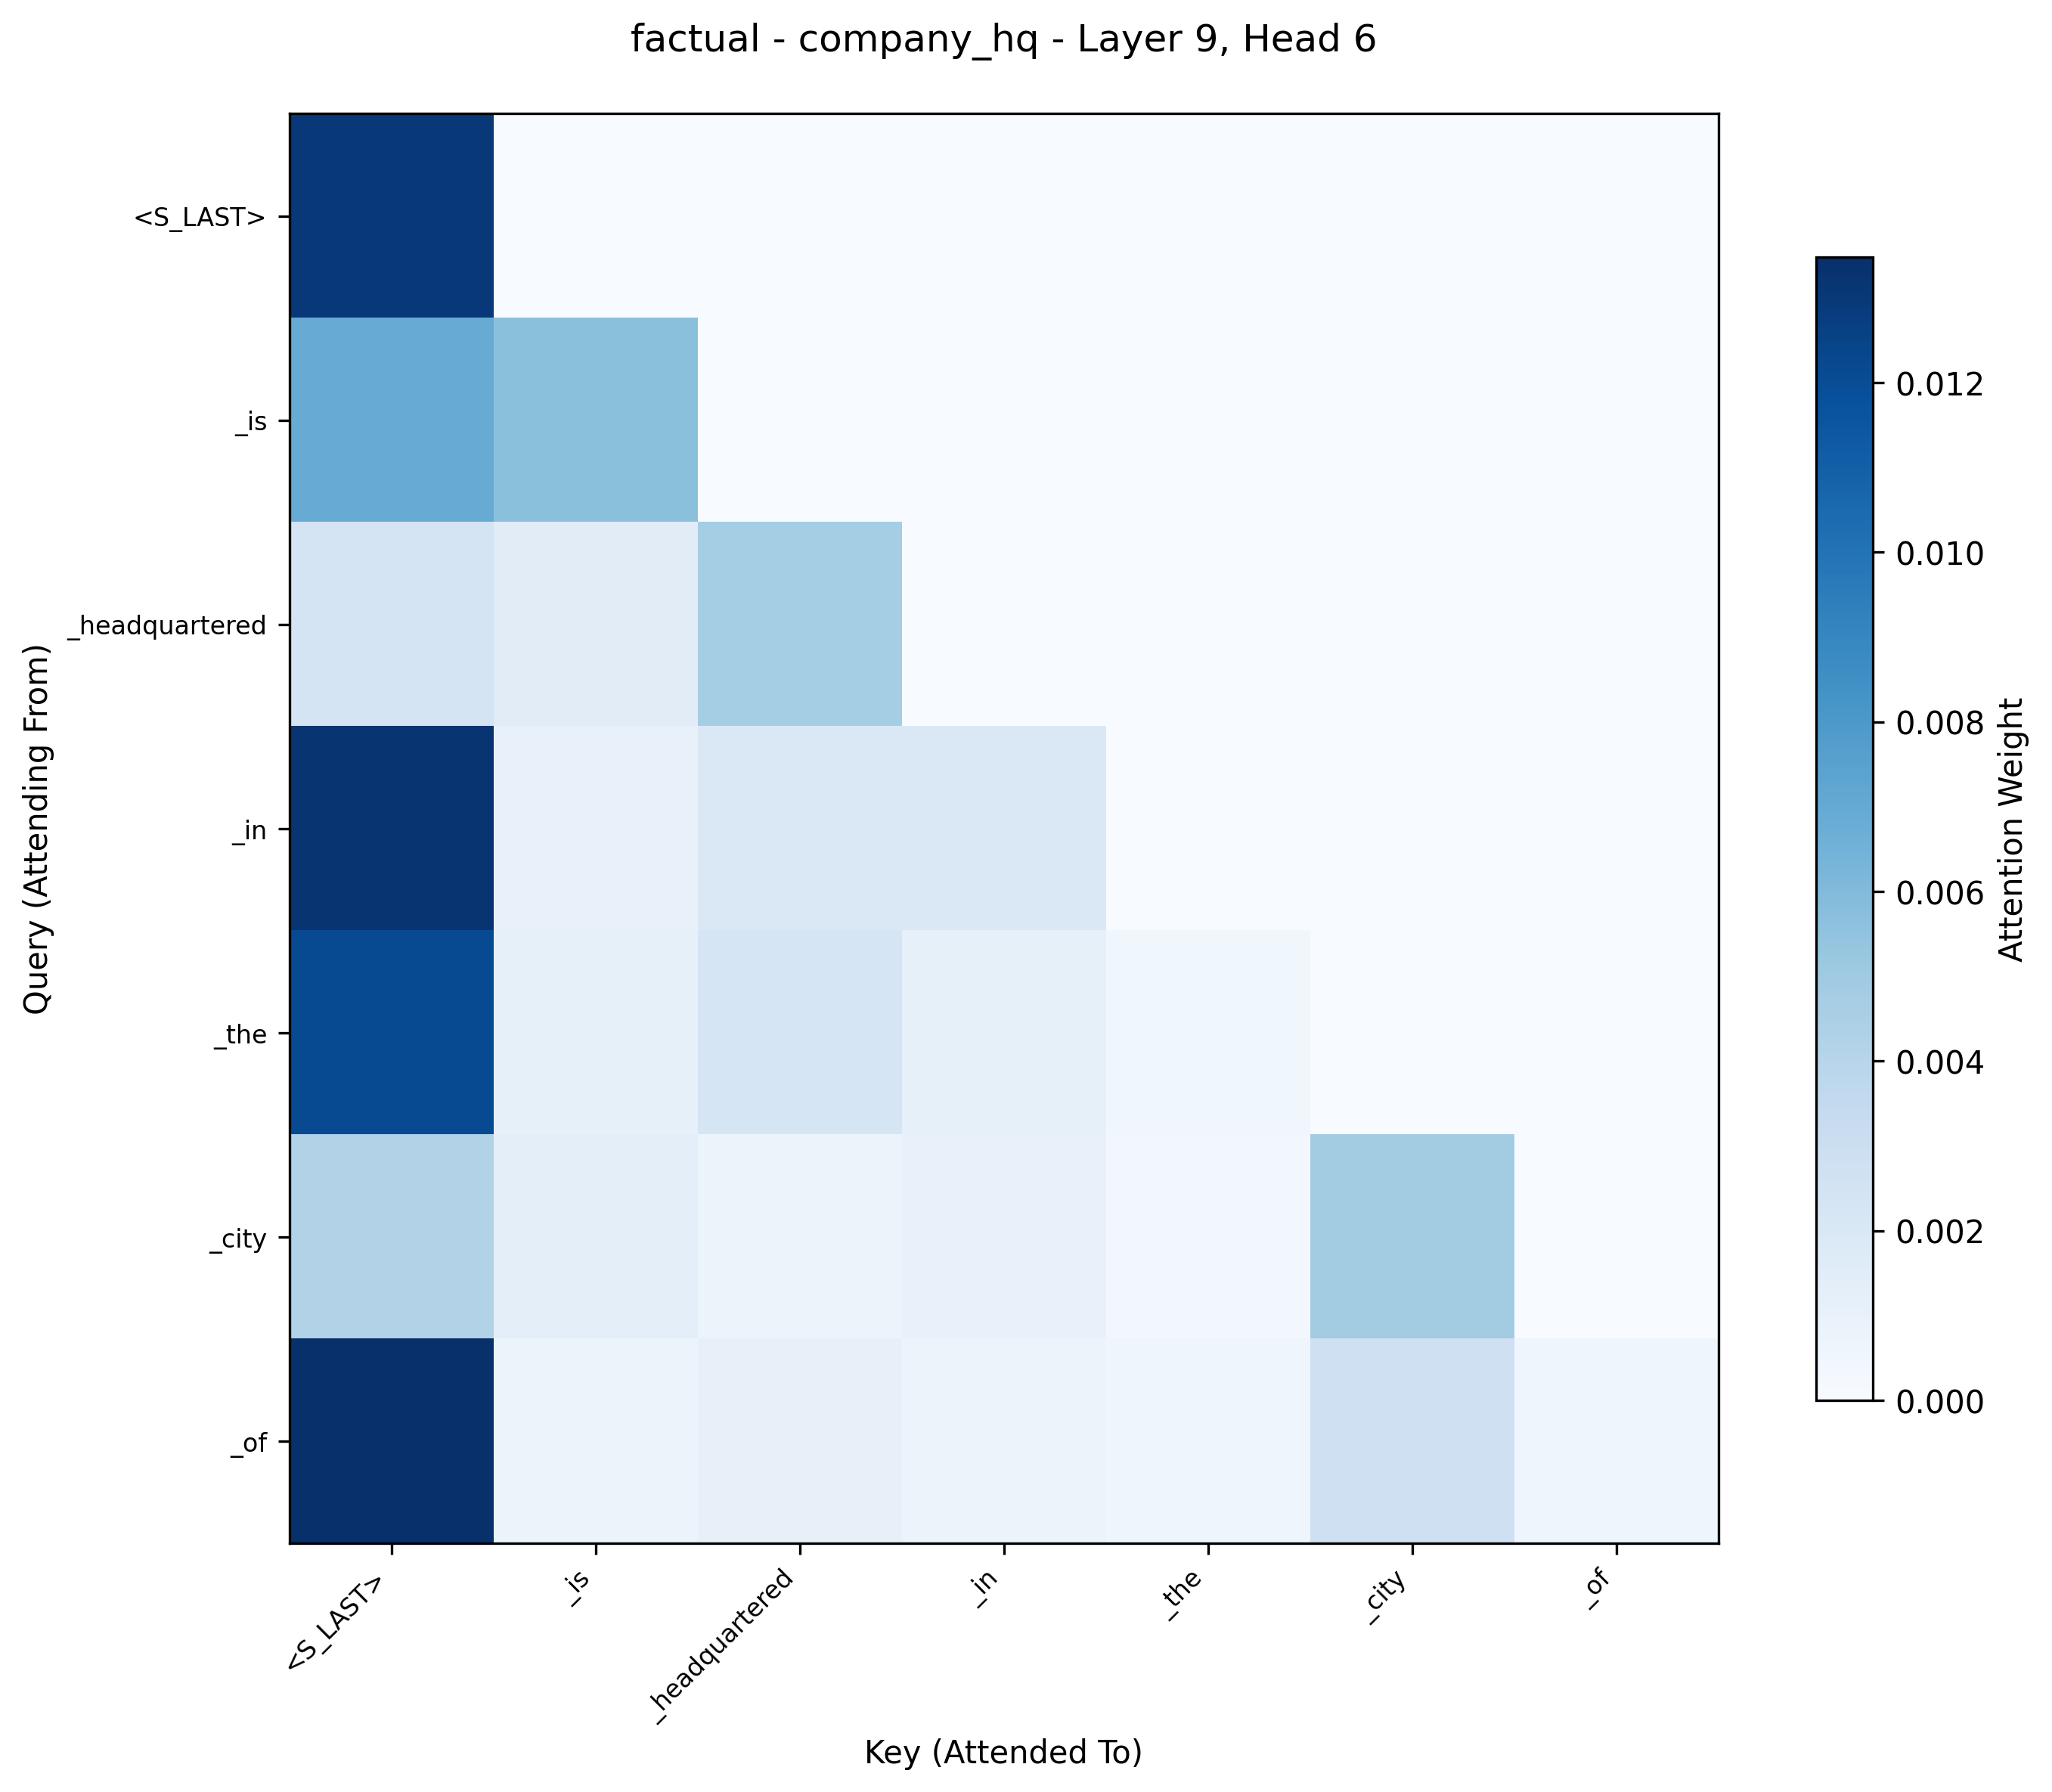 factual - company_hq - Layer 9, Head 6
Query (Attending From)
<S_LAST>
_is
_headquartered
_in
_the
_city
_of
<S_LAST>
_is
_headquartered
_in
_the
_city
_of
Key (Attended To)
0.012
0.010
0.008
0.006
0.004
0.002
0.000
Attention Weight